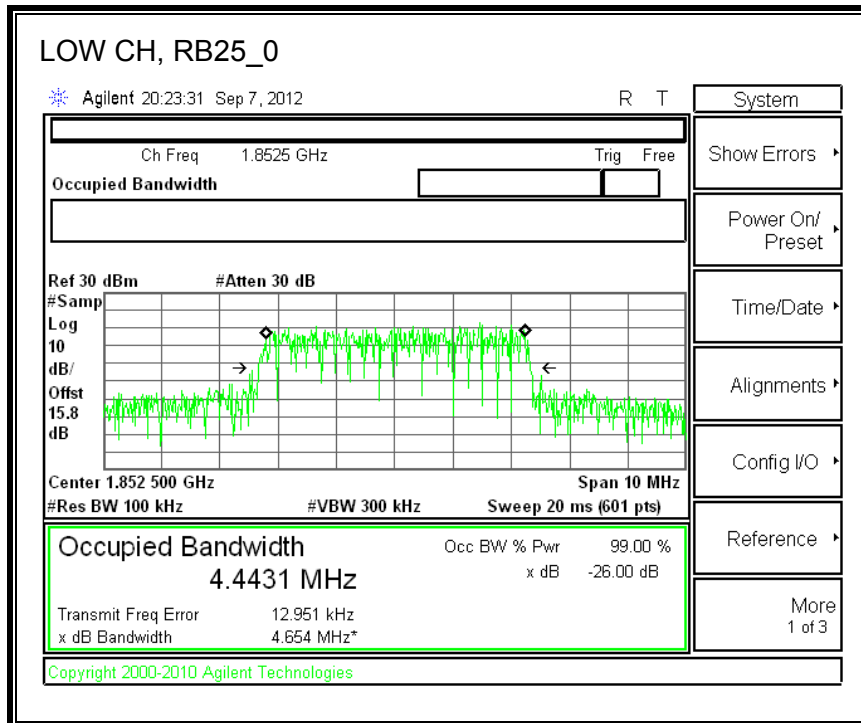 LOW CH, RB25_0
Agilent 20:23:31 Sep 7, 2012 R T
System
Ch Freq 1.8525 GHz Trig Free
Occupied Bandwidth
Show Errors
Power On/
Preset
Time/Date
Alignments
Config I/O
Reference
More
1 of 3
Ref 30 dBm #Atten 30 dB
#Samp
Log
10
dB/
Offst
15.8
dB
Center 1.852 500 GHz Span 10 MHz
#Res BW 100 kHz #VBW 300 kHz Sweep 20 ms (601 pts)
Occupied Bandwidth Occ BW % Pwr 99.00 %
4.4431 MHz x dB -26.00 dB
Transmit Freq Error 12.951 kHz
x dB Bandwidth 4.654 MHz*
Copyright 2000-2010 Agilent Technologies